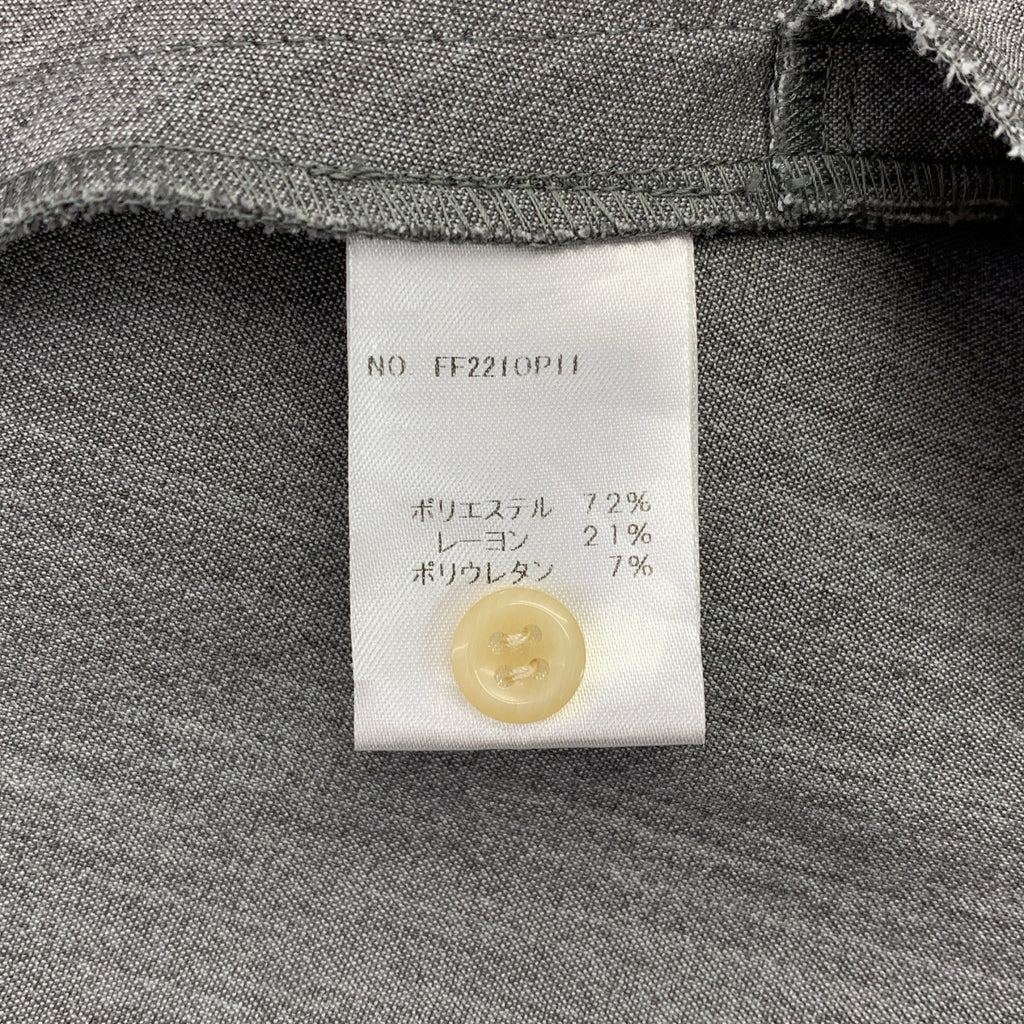 NO. FF2210P11
ポリエステル 72%
レーヨン 21%
ポリウレタン 7%